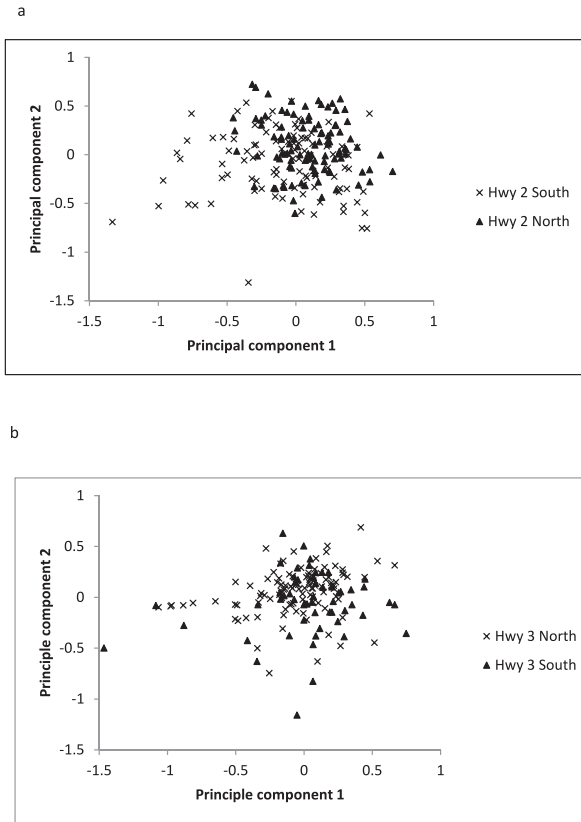 a
1
0.5
0
-0.5
-1
-1.5
-1.5 -1 -0.5 0 0.5 1
Principal component 2
Principal component 1
Hwy 2 South
Hwy 2 North
b
1
0.5
0
-0.5
-1
-1.5
-1.5 -1 -0.5 0 0.5 1
Principle component 2
Principle component 1
Hwy 3 North
Hwy 3 South